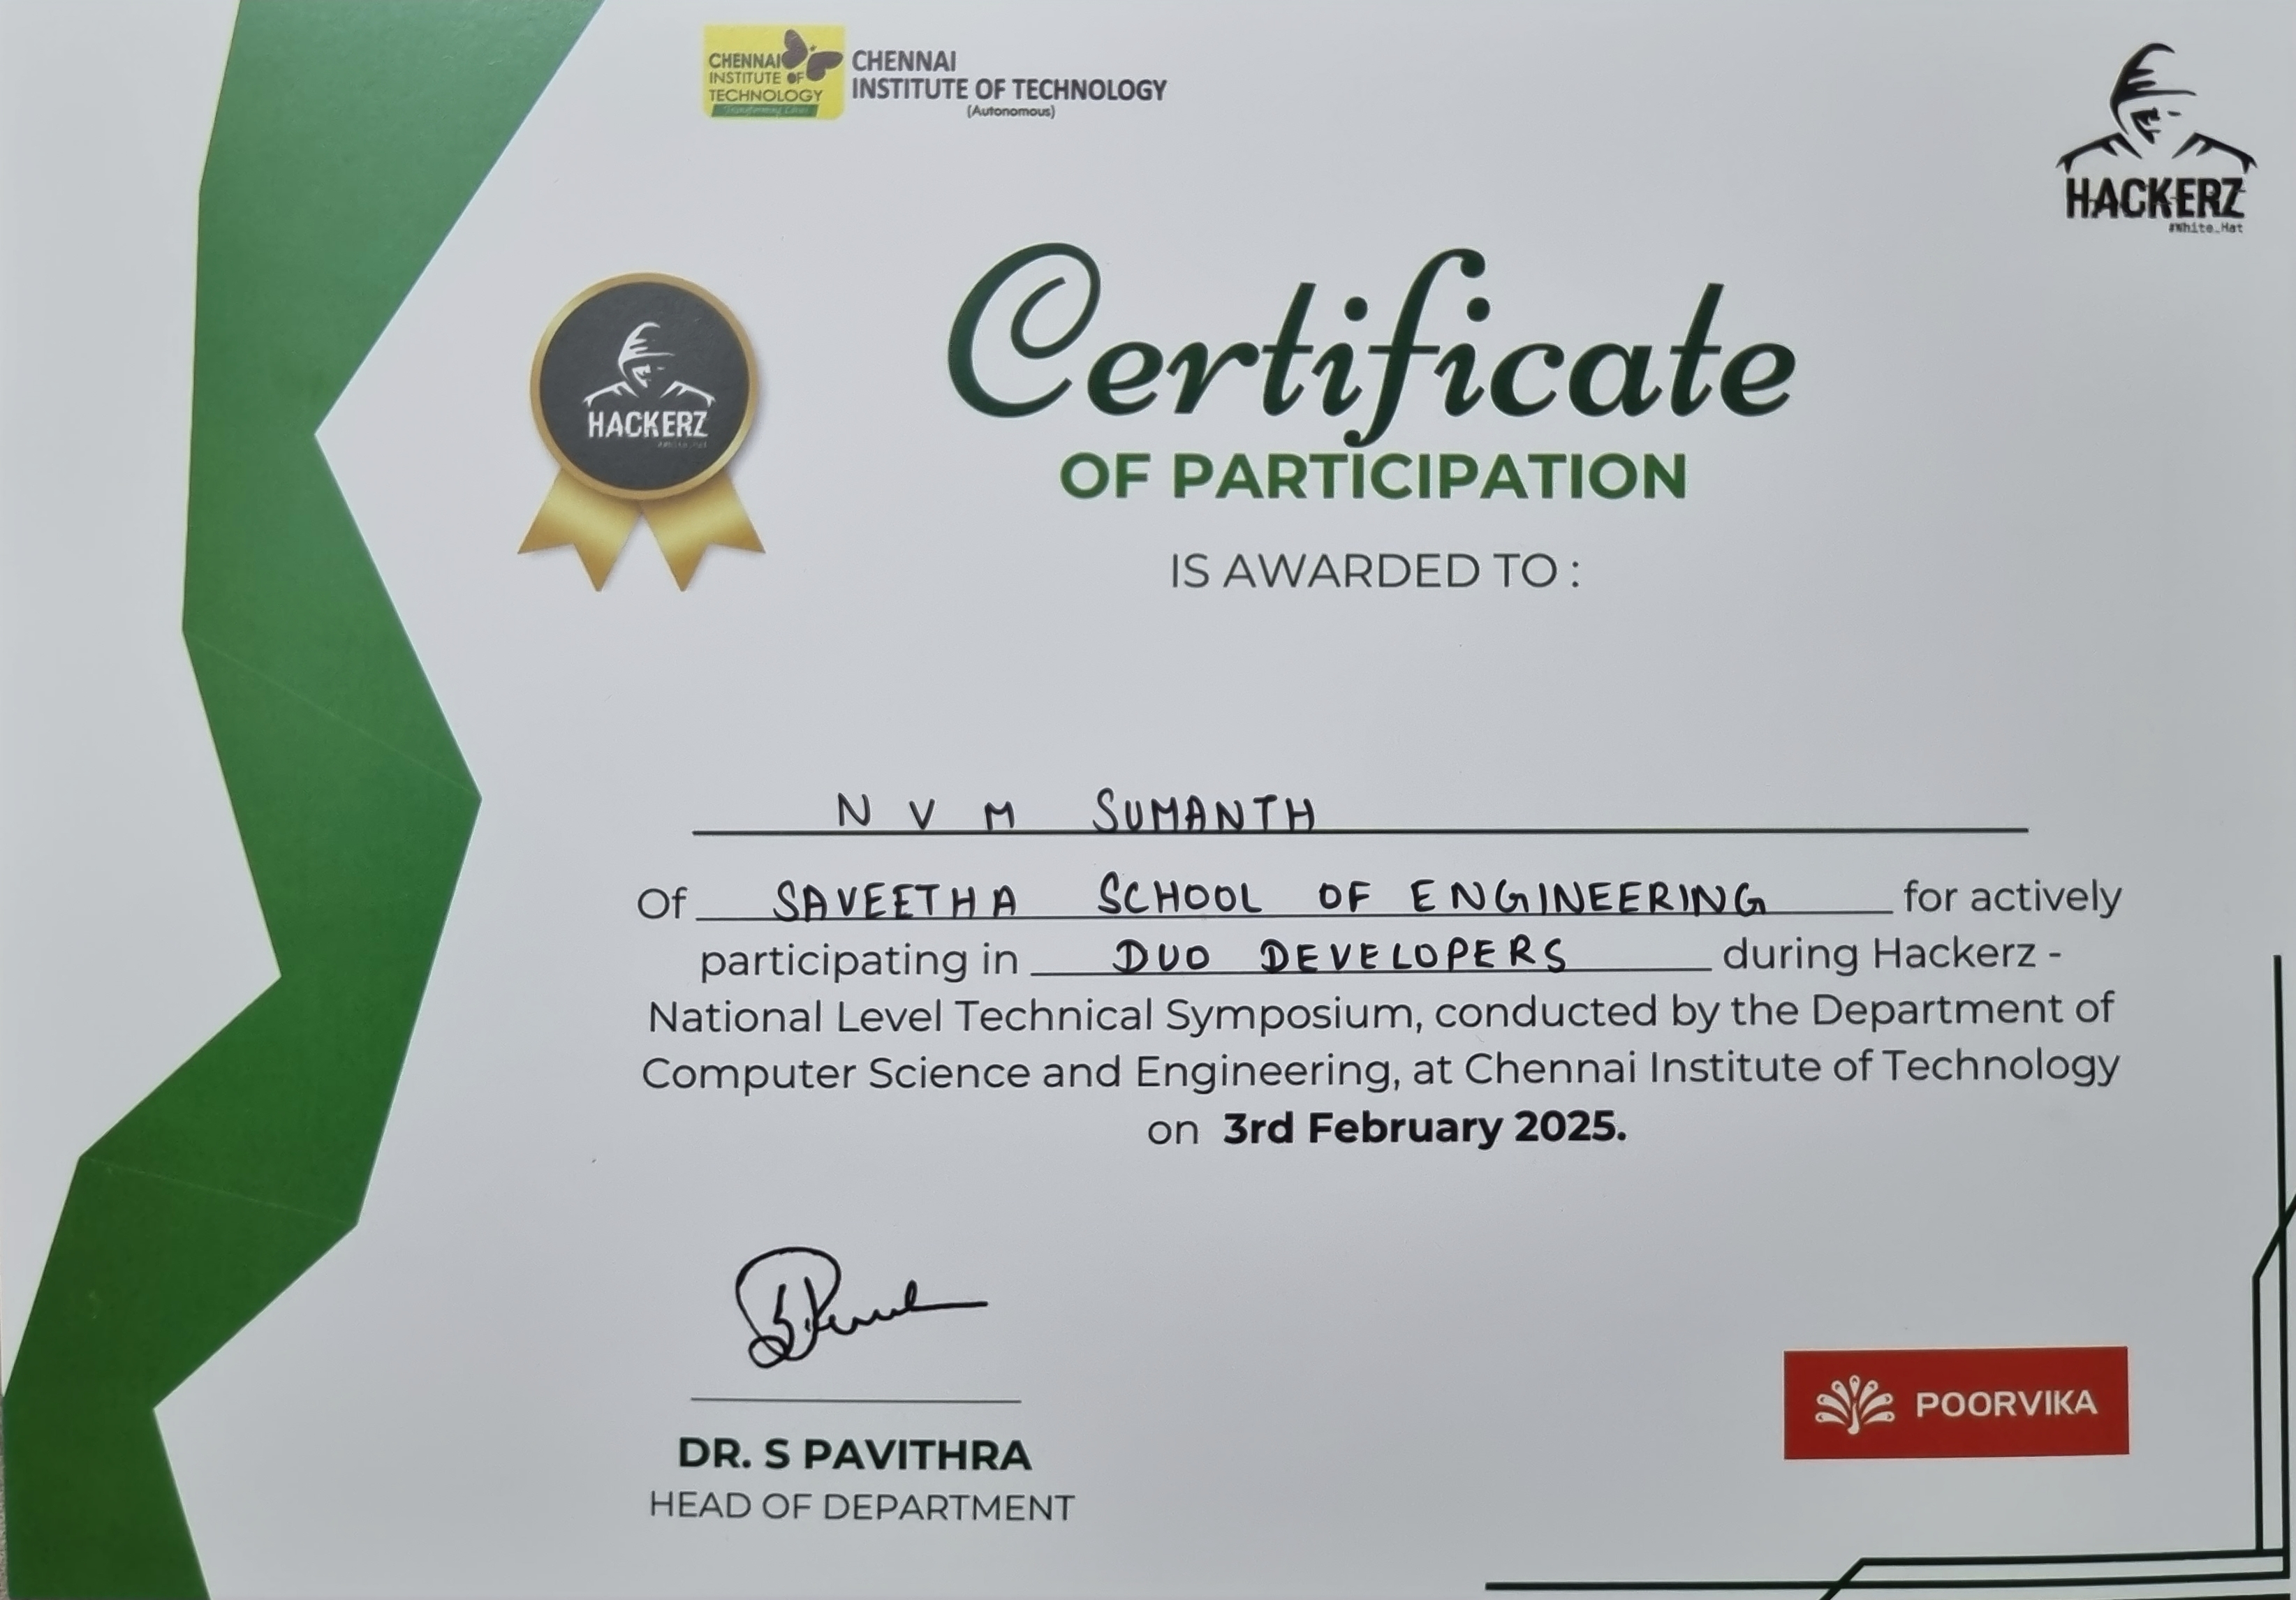 CHENNAI
INSTITUTE OF
TECHNOLOGY
CHENNAI
INSTITUTE OF TECHNOLOGY
(Autonomous)
HACKERZ
#White_Hat
HACKERZ
Certificate
OF PARTICIPATION
IS AWARDED TO :
N V M SUMANTH
Of SAVEETHA SCHOOL OF ENGINEERING for actively
participating in DUO DEVELOPERS during Hackerz -
National Level Technical Symposium, conducted by the Department of
Computer Science and Engineering, at Chennai Institute of Technology
on 3rd February 2025.
DR. S PAVITHRA
HEAD OF DEPARTMENT
POORVIKA